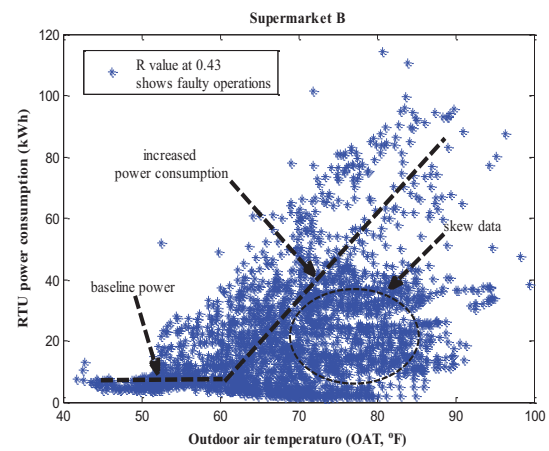 Supermarket B
120
100
80
60
40
20
0
RTU power consumption (kWh)
R value at 0.43
shows faulty operations
increased
power consumption
skew data
baseline power
40
50
60
70
80
90
100
Outdoor air temperaturo (OAT, °F)